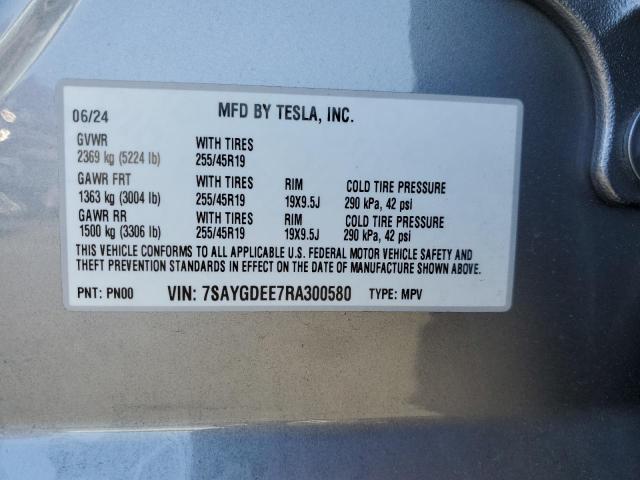 06/24 MFD BY TESLA, INC.
GVWR WITH TIRES
2369 kg (5224 lb) 255/45R19
GAWR FRT WITH TIRES RIM COLD TIRE PRESSURE
1363 kg (3004 lb) 255/45R19 19X9.5J 290 kPa, 42 psi
GAWR RR WITH TIRES RIM COLD TIRE PRESSURE
1500 kg (3306 lb) 255/45R19 19X9.5J 290 kPa, 42 psi
THIS VEHICLE CONFORMS TO ALL APPLICABLE U.S. FEDERAL MOTOR VEHICLE SAFETY AND
THEFT PREVENTION STANDARDS IN EFFECT ON THE DATE OF MANUFACTURE SHOWN ABOVE.
PNT: PN00 VIN: 7SAYGDEE7RA300580 TYPE: MPV